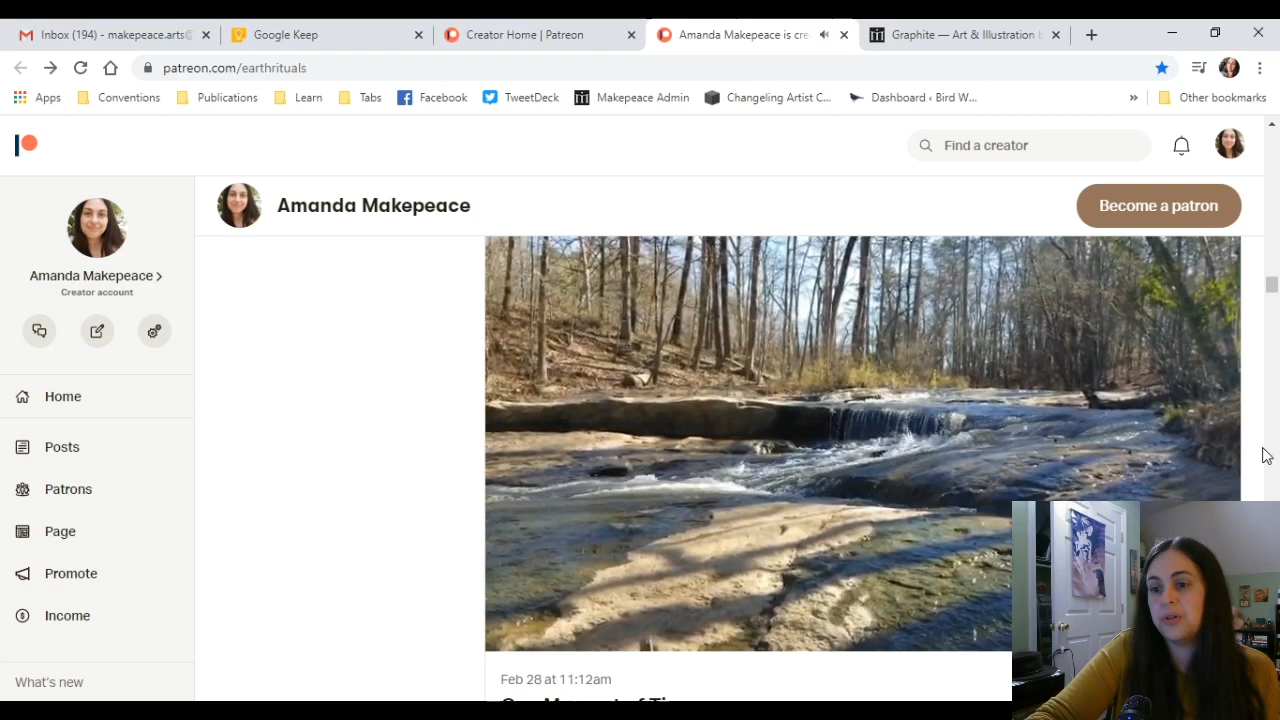 Inbox (194) - makepeace.arts@
Google Keep
Creator Home | Patreon
Amanda Makepeace is cre
Graphite — Art & Illustration b
patreon.com/earthrituals
Apps
Conventions
Publications
Learn
Tabs
Facebook
TweetDeck
Makepeace Admin
Changeling Artist C...
Dashboard ‹ Bird W...
»
Other bookmarks
Find a creator
Amanda Makepeace
Become a patron
Amanda Makepeace
Creator account
Home
Posts
Patrons
Page
Promote
Income
What's new
Feb 28 at 11:12am